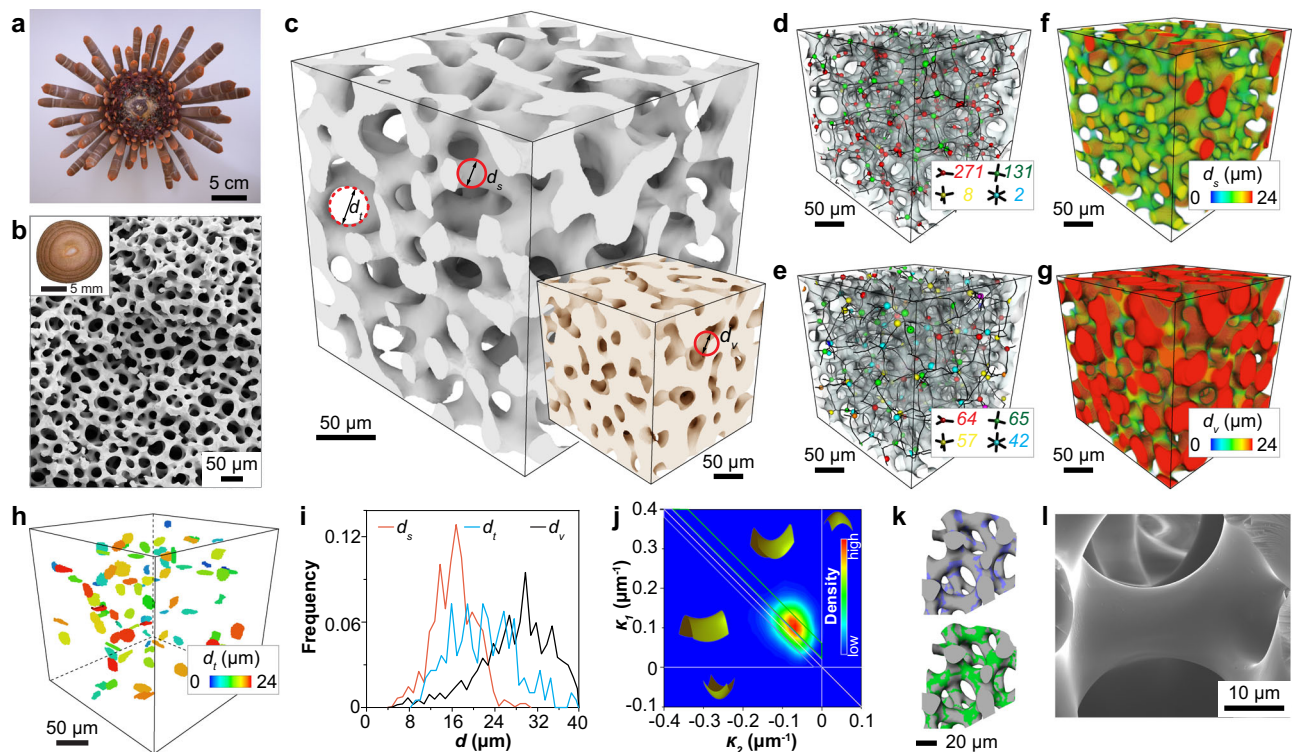 a
5 cm
b
5 mm
50 µm
c
d_t
d_s
50 µm
d_v
50 µm
d
271 131
8 2
50 µm
e
64 65
57 42
50 µm
f
d_s (µm)
0 24
50 µm
g
d_v (µm)
0 24
50 µm
h
d_t (µm)
0 24
50 µm
i
d_s d_t d_v
Frequency
0.12
0.06
0
0 8 16 24 32 40
d (µm)
j
κ₁ (µm⁻¹)
0.4
0.3
0.2
0.1
0
-0.1
-0.4 -0.3 -0.2 -0.1 0 0.1
κ₂ (µm⁻¹)
Density
high
low
k
20 µm
l
10 µm